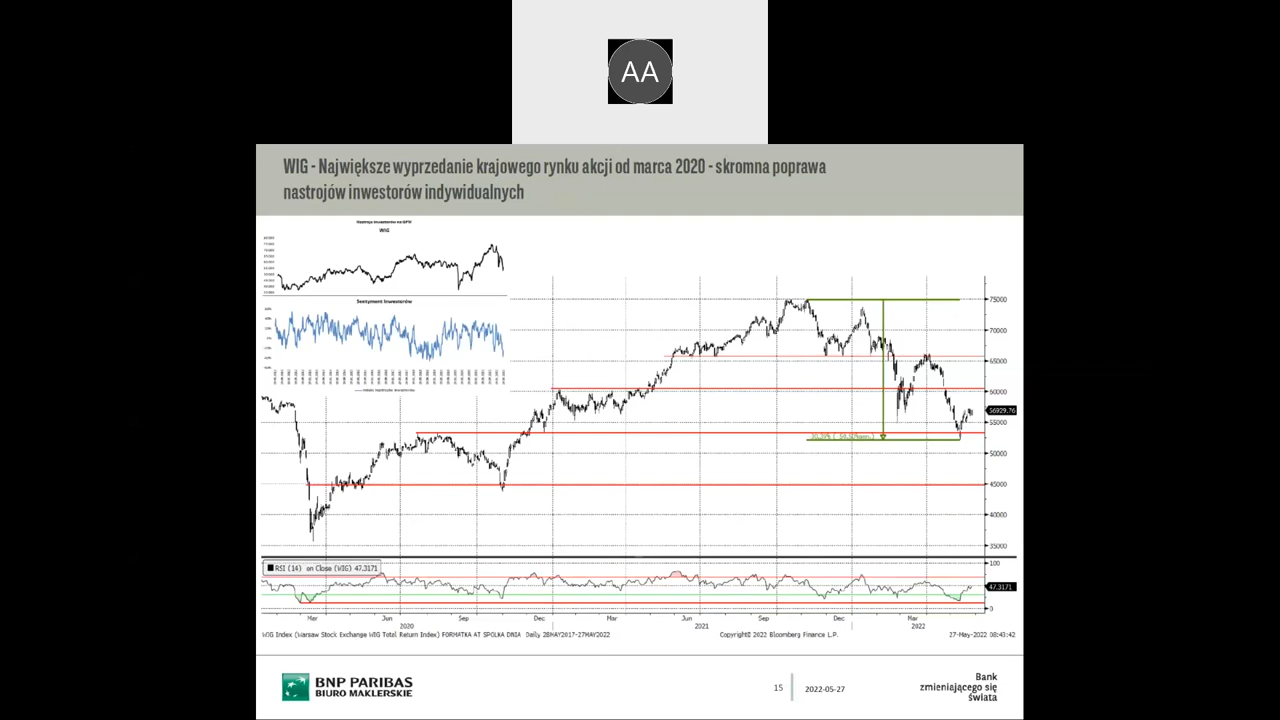 AA
WIG - Największe wyprzedanie krajowego rynku akcji od marca 2020 - skromna poprawa
nastrojów inwestorów indywidualnych
WIG
Sentyment Inwestorów
75000
70000
65000
60000
56929.76
55000
50000
45000
40000
35000
RSI (14) on Close (WIG) 47.3171
100
47.3171
0
Mar Jun Sep Dec Mar Jun Sep Dec Mar
2020 2021 2022
WIG Index (Warsaw Stock Exchange WIG Total Return Index) FORMATKA AT SPOLKA DNIA Daily 28MAY2017-27MAY2022 Copyright© 2022 Bloomberg Finance L.P. 27-May-2022 08:43:42
BNP PARIBAS
BIURO MAKLERSKIE
15
2022-05-27
Bank
zmieniającego się
świata